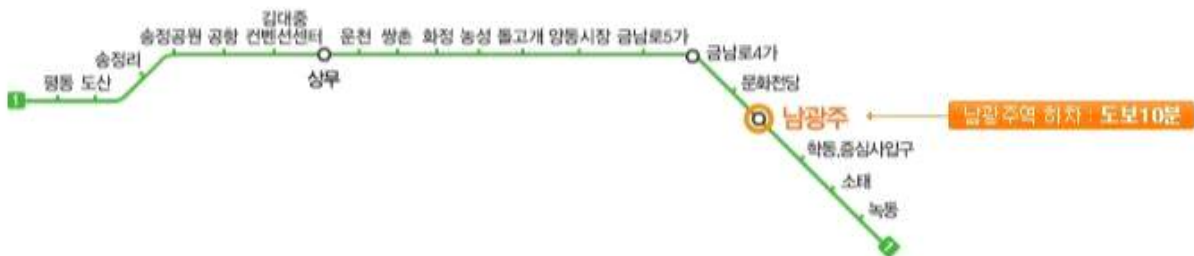 평동 도산
송정리
송정공원 공항
김대중
컨벤션센터
상무
운천 쌍촌 화정 농성 돌고개 양동시장 금남로5가
금남로4가
문화전당
남광주
남광주역 하차 : 도보10분
학동,증심사입구
소태
녹동
1
1